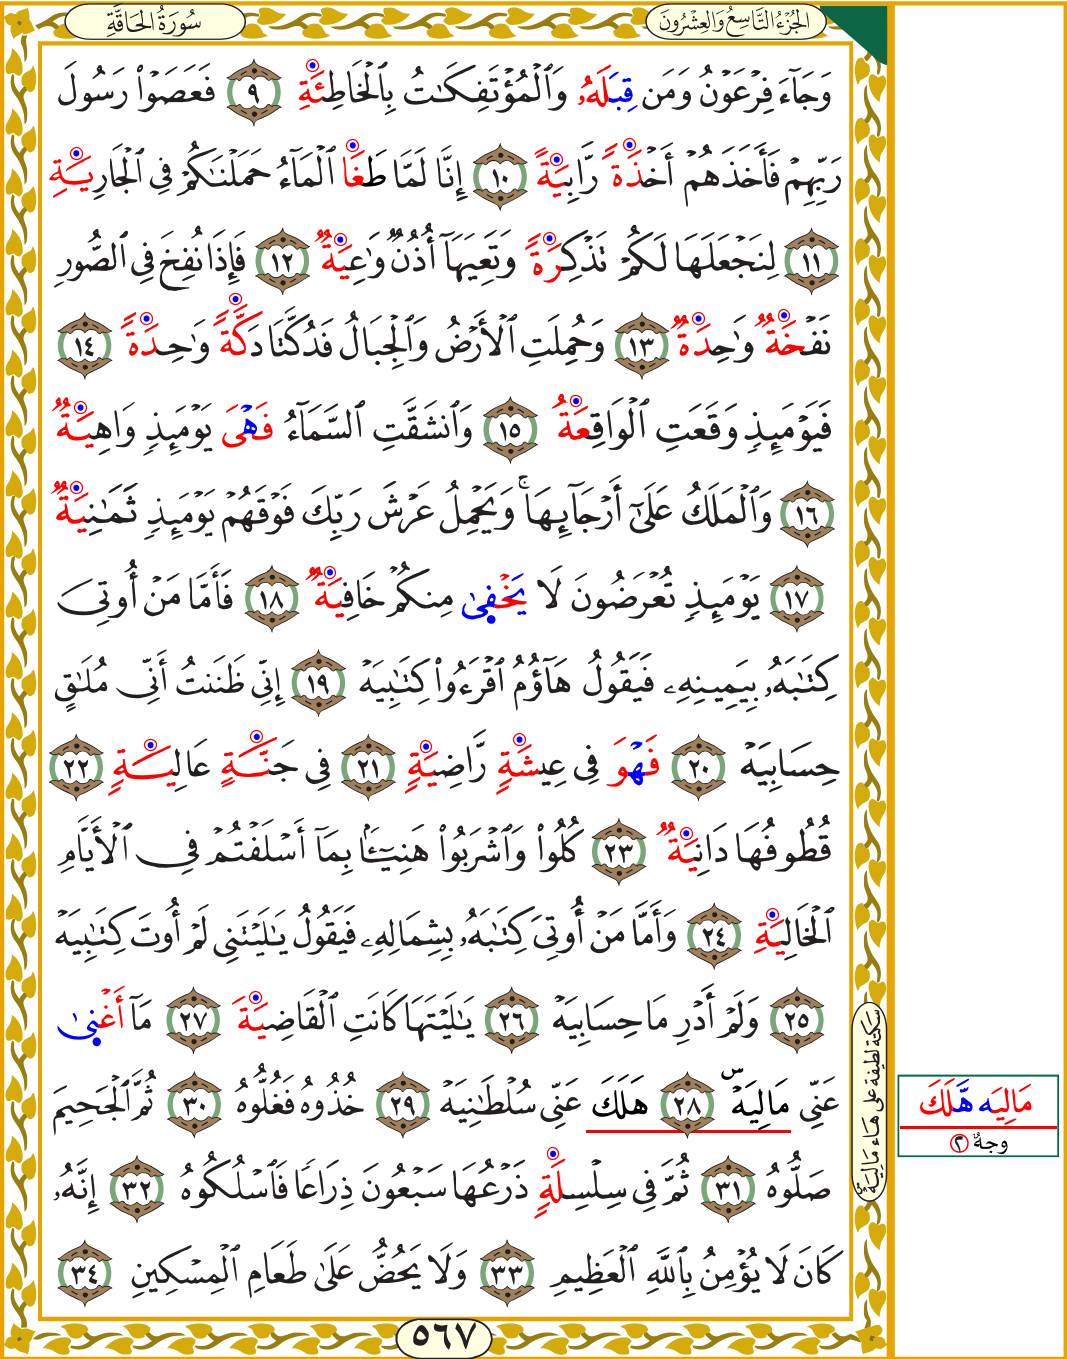 الجُزْءُ التَّاسِعُ وَالعِشْرُونَ
سُورَةُ الحَاقَّةِ
وَجَآءَ فِرْعَوْنُ وَمَن قِبَلَهُۥ وَٱلْمُؤْتَفِكَٰتُ بِٱلْخَاطِئَةِ ٩ فَعَصَوْا۟ رَسُولَ
رَبِّهِمْ فَأَخَذَهُمْ أَخْذَةً رَّابِيَةً ١٠ إِنَّا لَمَّا طَغَا ٱلْمَآءُ حَمَلْنَٰكُمْ فِى ٱلْجَارِيَةِ
١١ لِنَجْعَلَهَا لَكُمْ تَذْكِرَةً وَتَعِيَهَآ أُذُنٌ وَٰعِيَةٌ ١٢ فَإِذَا نُفِخَ فِى ٱلصُّورِ
نَفْخَةٌ وَٰحِدَةٌ ١٣ وَحُمِلَتِ ٱلْأَرْضُ وَٱلْجِبَالُ فَدُكَّتَا دَكَّةً وَٰحِدَةً ١٤
فَيَوْمَئِذٍ وَقَعَتِ ٱلْوَاقِعَةُ ١٥ وَٱنشَقَّتِ ٱلسَّمَآءُ فَهْىَ يَوْمَئِذٍ وَاهِيَةٌ
١٦ وَٱلْمَلَكُ عَلَىٰٓ أَرْجَآئِهَا ۚ وَيَحْمِلُ عَرْشَ رَبِّكَ فَوْقَهُمْ يَوْمَئِذٍ ثَمَٰنِيَةٌ
١٧ يَوْمَئِذٍ تُعْرَضُونَ لَا يَخْفِىٰ مِنكُمْ خَافِيَةٌ ١٨ فَأَمَّا مَنْ أُوتِىَ
كِتَٰبَهُۥ بِيَمِينِهِۦ فَيَقُولُ هَآؤُمُ ٱقْرَءُوا۟ كِتَٰبِيَهْ ١٩ إِنِّى ظَنَنتُ أَنِّى مُلَٰقٍ
حِسَابِيَهْ ٢٠ فَهْوَ فِى عِيشَةٍ رَّاضِيَةٍ ٢١ فِى جَنَّةٍ عَالِيَةٍ ٢٢
قُطُوفُهَا دَانِيَةٌ ٢٣ كُلُوا۟ وَٱشْرَبُوا۟ هَنِيٓـًٔا بِمَآ أَسْلَفْتُمْ فِى ٱلْأَيَّامِ
ٱلْخَالِيَةِ ٢٤ وَأَمَّا مَنْ أُوتِىَ كِتَٰبَهُۥ بِشِمَالِهِۦ فَيَقُولُ يَٰلَيْتَنِى لَمْ أُوتَ كِتَٰبِيَهْ
٢٥ وَلَمْ أَدْرِ مَا حِسَابِيَهْ ٢٦ يَٰلَيْتَهَا كَانَتِ ٱلْقَاضِيَةَ ٢٧ مَآ أَغْنِىٰ
عَنِّى مَالِيَهْ ۜ ٢٨ هَلَكَ عَنِّى سُلْطَٰنِيَهْ ٢٩ خُذُوهُ فَغُلُّوهُ ٣٠ ثُمَّ ٱلْجَحِيمَ
صَلُّوهُ ٣١ ثُمَّ فِى سِلْسِلَةٍ ذَرْعُهَا سَبْعُونَ ذِرَاعًا فَٱسْلُكُوهُ ٣٢ إِنَّهُۥ
كَانَ لَا يُؤْمِنُ بِٱللَّهِ ٱلْعَظِيمِ ٣٣ وَلَا يَحُضُّ عَلَىٰ طَعَامِ ٱلْمِسْكِينِ ٣٤
٥٦٧
سكتة لطيفة على هاء مَالِيَهْ ۜ
مَالِيَه هَّلَكَ
وجهٌ ٢